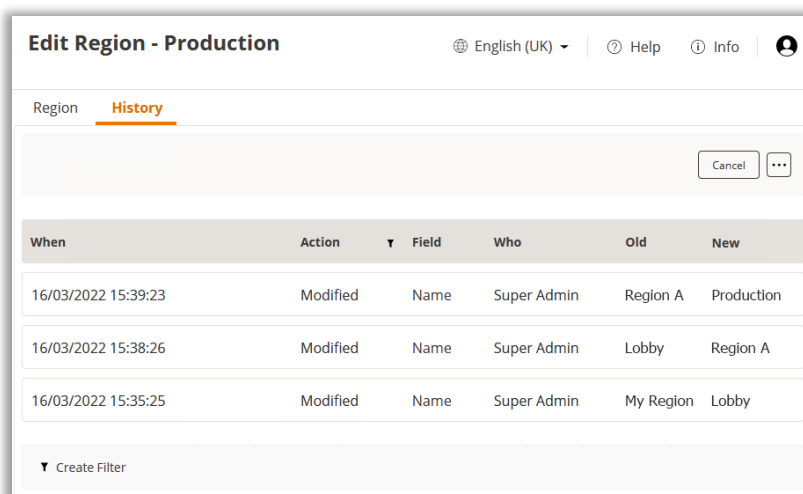 Edit Region - Production
English (UK) Help Info
Region History
Cancel ...
When Action Field Who Old New
16/03/2022 15:39:23 Modified Name Super Admin Region A Production
16/03/2022 15:38:26 Modified Name Super Admin Lobby Region A
16/03/2022 15:35:25 Modified Name Super Admin My Region Lobby
Create Filter